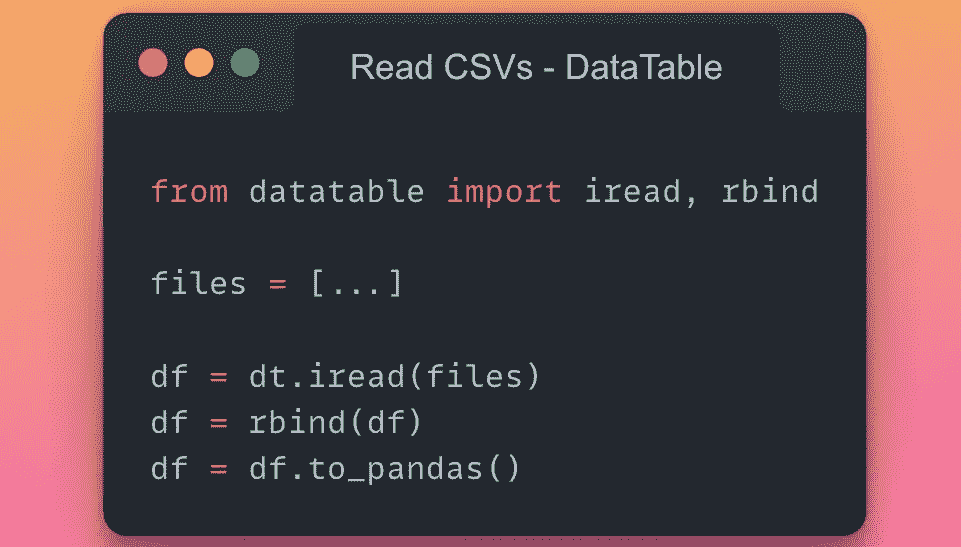 Read CSVs - DataTable
from datatable import iread, rbind
files = [...]
df = dt.iread(files)
df = rbind(df)
df = df.to_pandas()